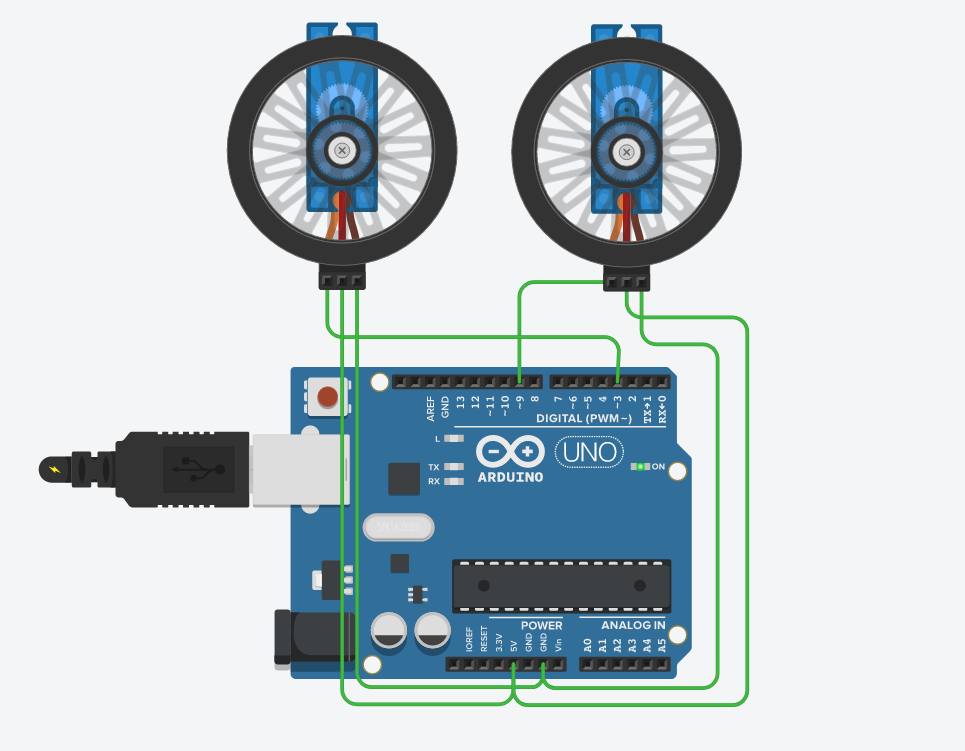 AREF
GND
13
12
~11
~10
~9
8
7
~6
~5
4
~3
2
TX→1
RX←0
DIGITAL (PWM~)
L
TX
RX
UNO
ON
ARDUINO
POWER
ANALOG IN
IOREF
RESET
3.3V
5V
GND
GND
Vin
A0
A1
A2
A3
A4
A5